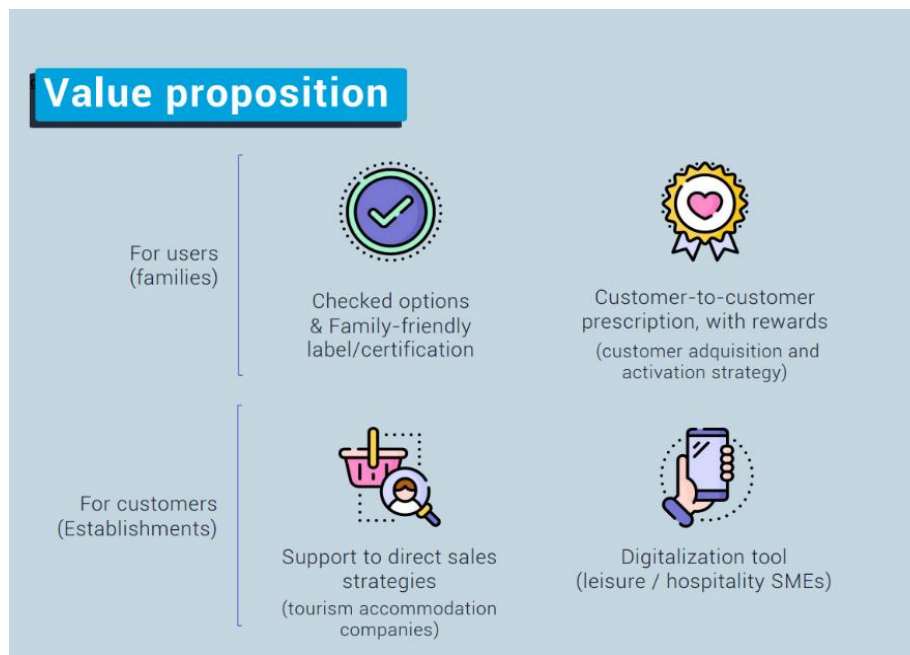 Value proposition
For users
(families)
Checked options
& Family-friendly
label/certification
Customer-to-customer
prescription, with rewards
(customer adquisition and
activation strategy)
For customers
(Establishments)
Support to direct sales
strategies
(tourism accommodation
companies)
Digitalization tool
(leisure / hospitality SMEs)